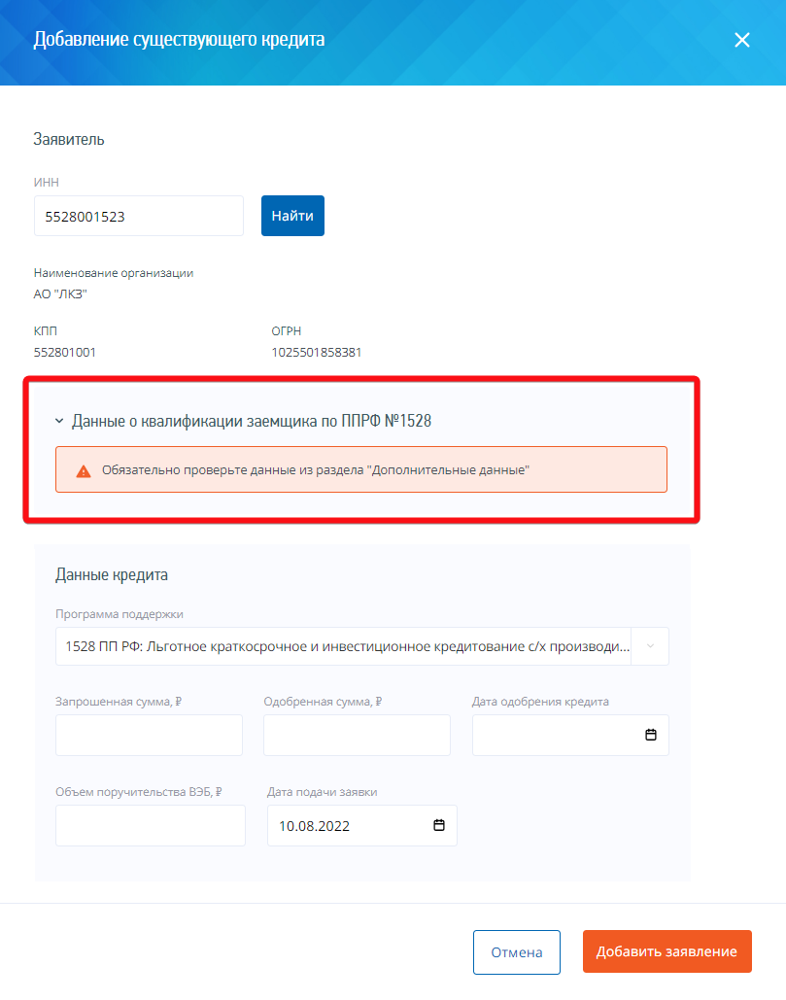 Добавление существующего кредита
Заявитель
ИНН
5528001523
Найти
Наименование организации
АО "ЛКЗ"
КПП
ОГРН
552801001
1025501858381
Данные о квалификации заемщика по ППРФ №1528
Обязательно проверьте данные из раздела "Дополнительные данные"
Данные кредита
Программа поддержки
1528 ПП РФ: Льготное краткосрочное и инвестиционное кредитование с/х производи...
Запрошенная сумма, ₽
Одобренная сумма, ₽
Дата одобрения кредита
Объем поручительства ВЭБ, ₽
Дата подачи заявки
10.08.2022
Отмена
Добавить заявление